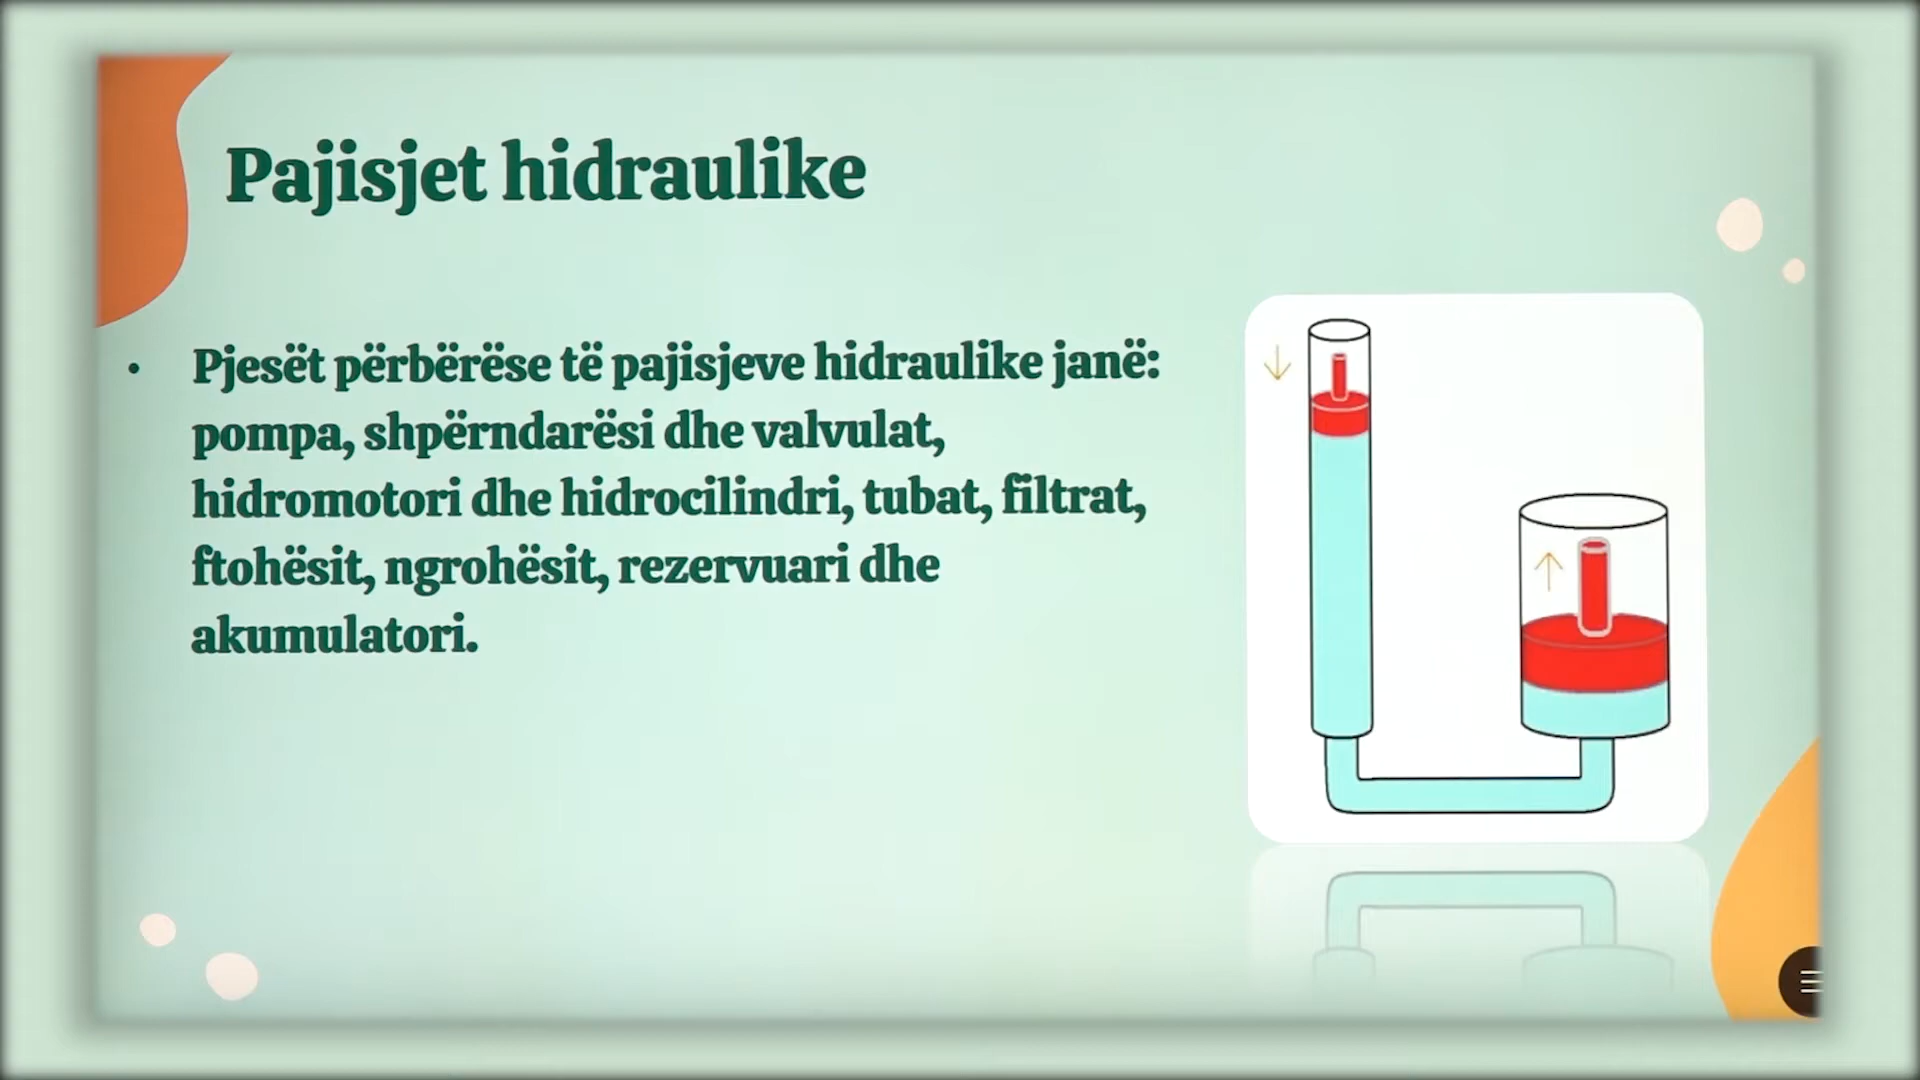 Pajisjet hidraulike
• Pjesët përbërëse të pajisjeve hidraulike janë:
pompa, shpërndarësi dhe valvulat,
hidromotori dhe hidrocilindri, tubat, filtrat,
ftohësit, ngrohësit, rezervuari dhe
akumulatori.